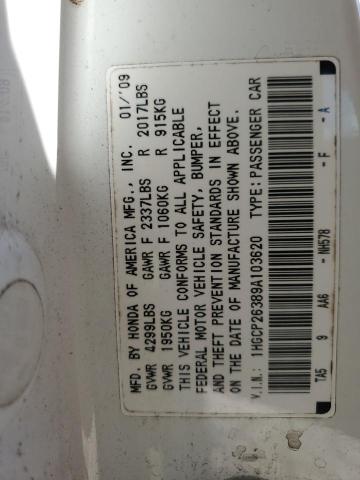 MFD. BY HONDA OF AMERICA MFG., INC. 01/'09
GVWR 4299LBS GAWR F 2337LBS R 2017LBS
GVWR 1950KG GAWR F 1060KG R 915KG
THIS VEHICLE CONFORMS TO ALL APPLICABLE
FEDERAL MOTOR VEHICLE SAFETY, BUMPER,
AND THEFT PREVENTION STANDARDS IN EFFECT
ON THE DATE OF MANUFACTURE SHOWN ABOVE.
V.I.N.: 1HGCP26389A103620 TYPE: PASSENGER CAR
TA5 9 AA6 -NH578 -F -A